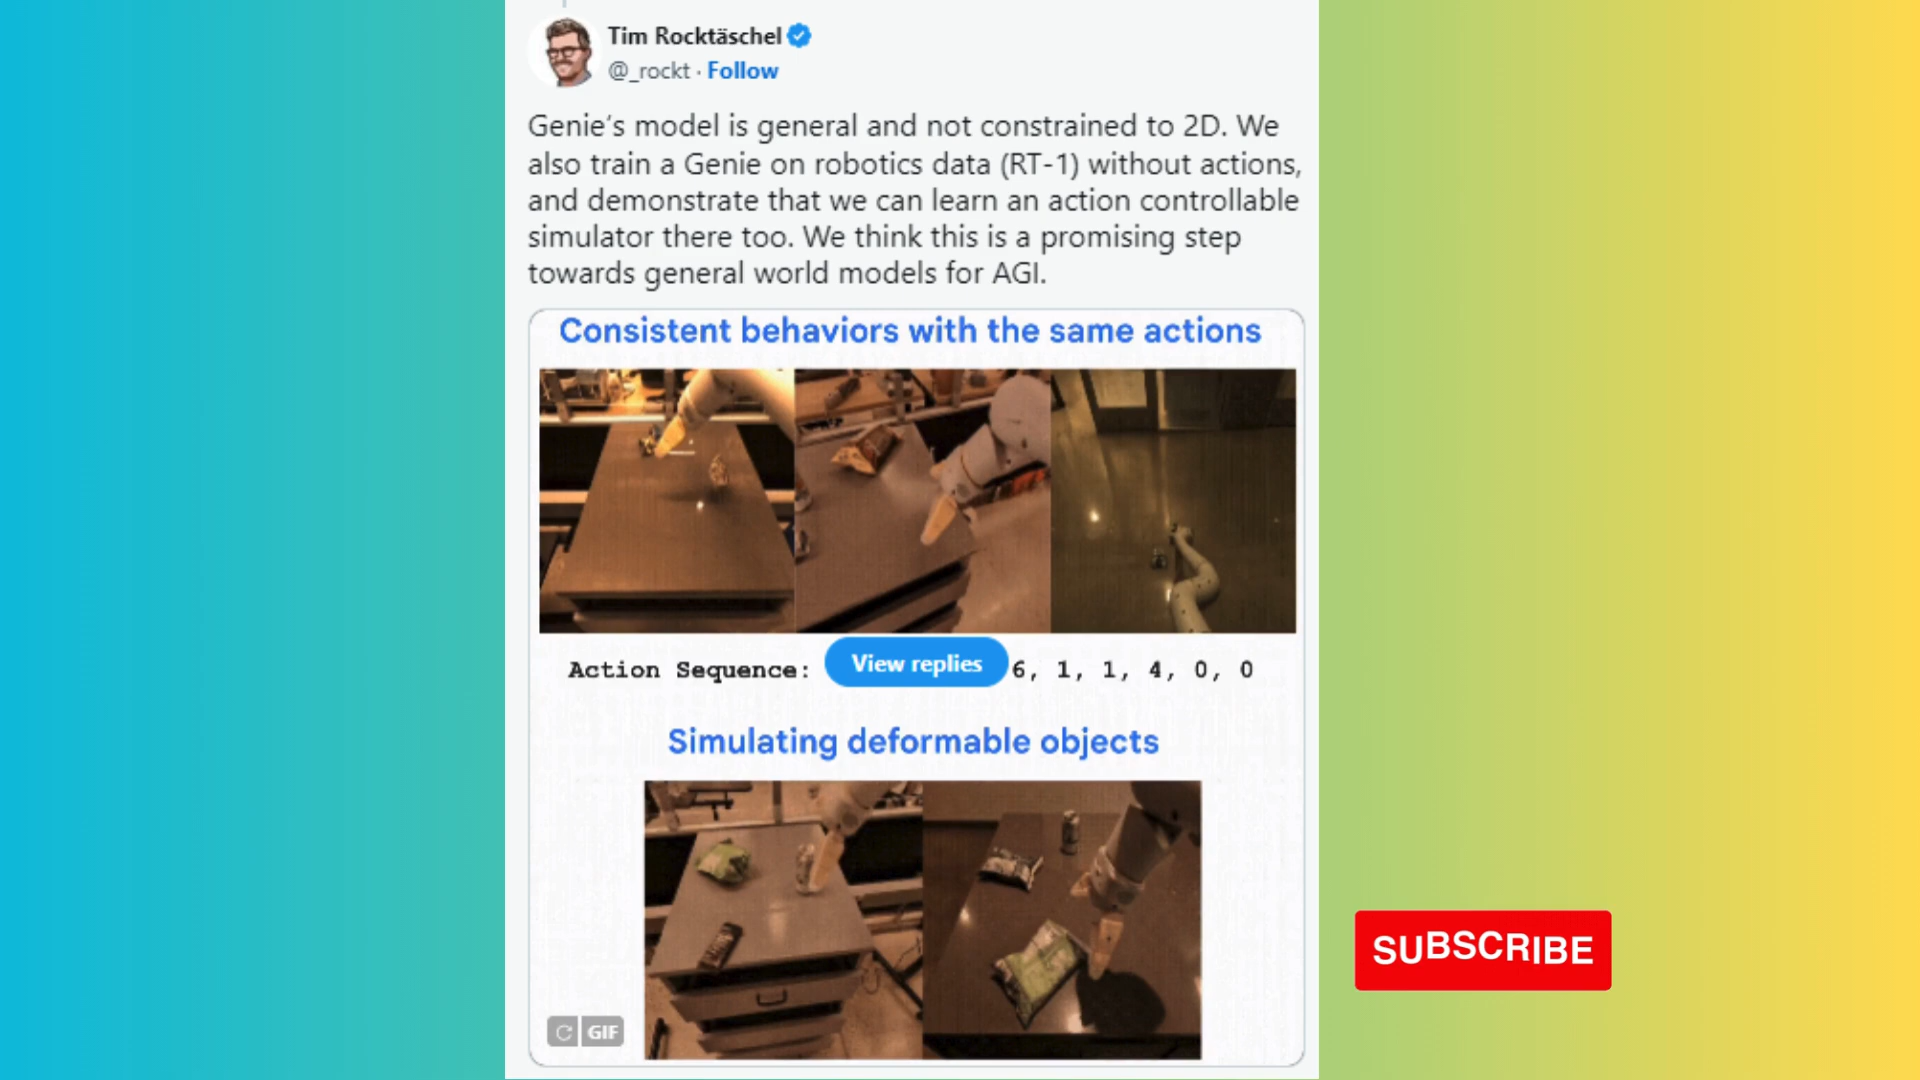 Tim Rocktäschel
@_rockt · Follow
Genie‘s model is general and not constrained to 2D. We
also train a Genie on robotics data (RT-1) without actions,
and demonstrate that we can learn an action controllable
simulator there too. We think this is a promising step
towards general world models for AGI.
Consistent behaviors with the same actions
Action Sequence: View replies 6, 1, 1, 4, 0, 0
Simulating deformable objects
GIF
SUBSCRIBE